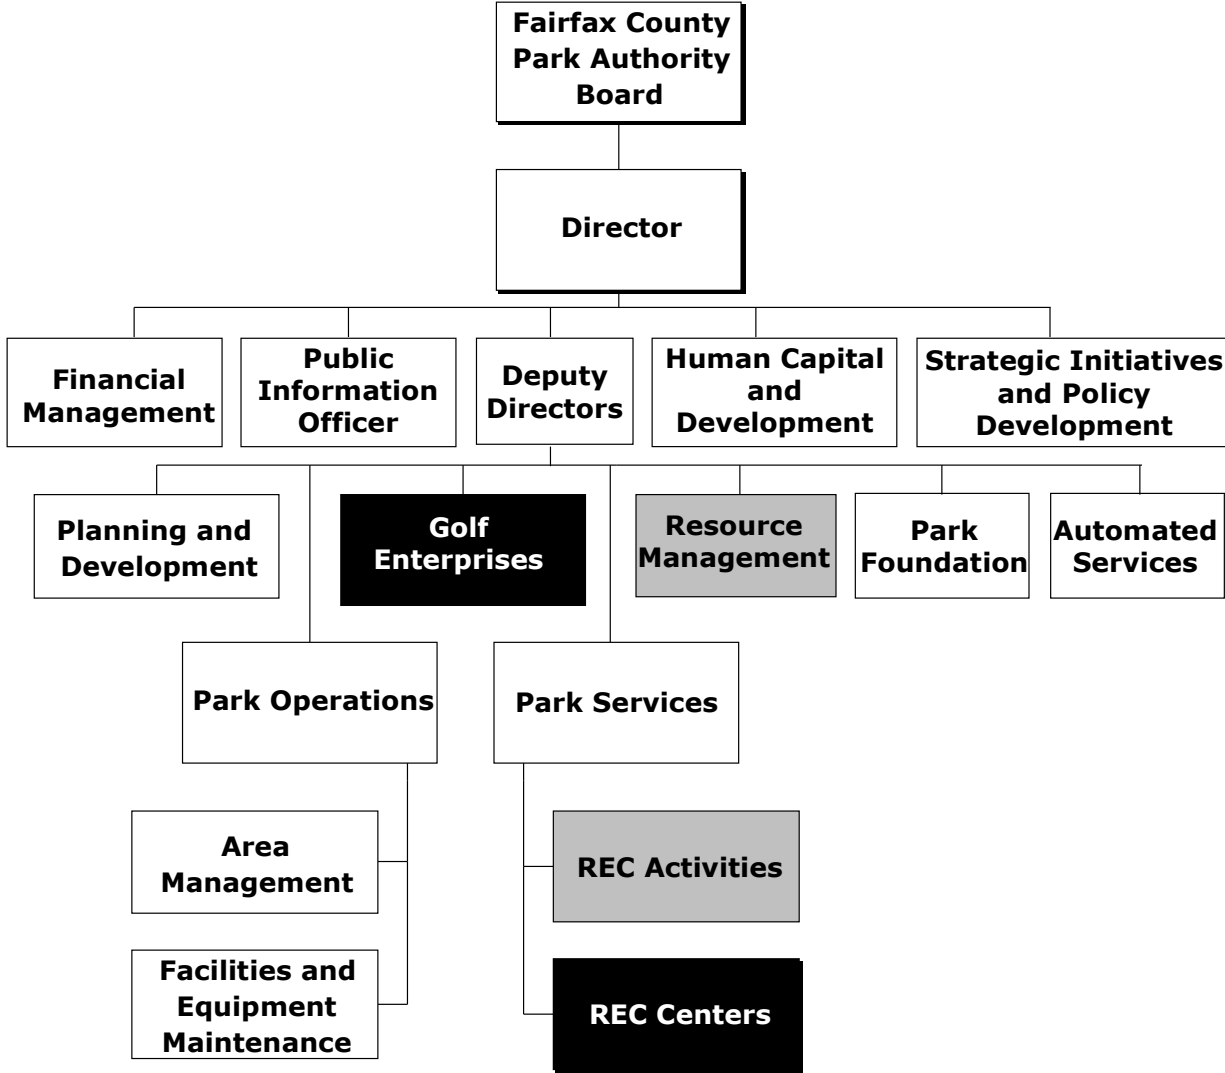 Fairfax County
Park Authority
Board
Director
Financial
Management
Public
Information
Officer
Deputy
Directors
Human Capital
and
Development
Strategic Initiatives
and Policy
Development
Planning and
Development
Golf
Enterprises
Resource
Management
Park
Foundation
Automated
Services
Park Operations
Park Services
Area
Management
REC Activities
Facilities and
Equipment
Maintenance
REC Centers